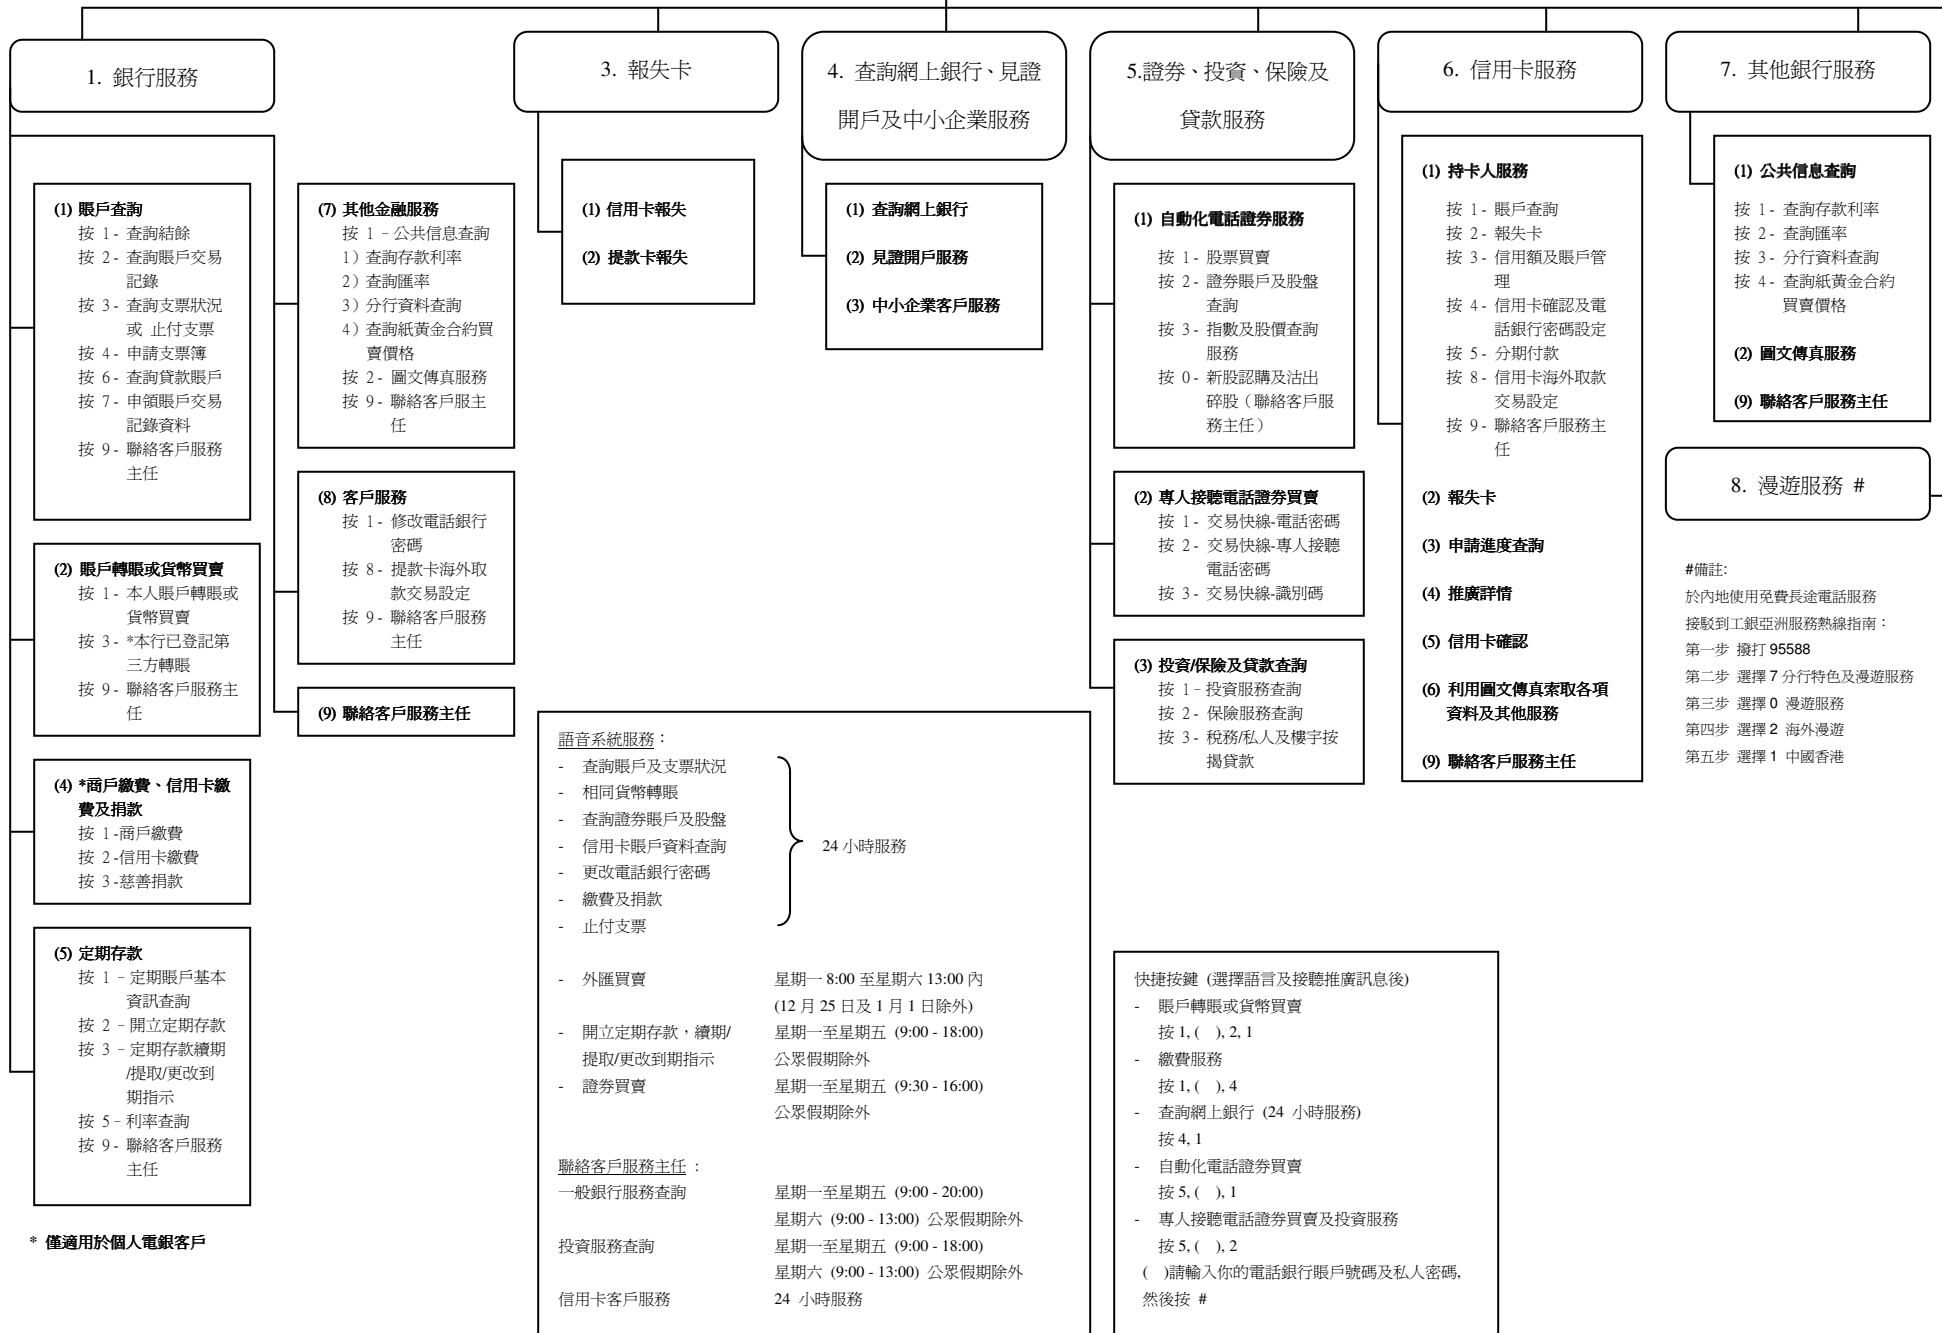 1. 銀行服務
(1) 賬戶查詢
按 1 - 查詢結餘
按 2 - 查詢賬戶交易
記錄
按 3 - 查詢支票狀況
或 止付支票
按 4 - 申請支票簿
按 6 - 查詢貸款賬戶
按 7 - 申領賬戶交易
記錄資料
按 9 - 聯絡客戶服務
主任
(2) 賬戶轉賬或貨幣買賣
按 1 - 本人賬戶轉賬或
貨幣買賣
按 3 - *本行已登記第
三方轉賬
按 9 - 聯絡客戶服務主
任
(4) *商戶繳費、信用卡繳
費及捐款
按 1 -商戶繳費
按 2 -信用卡繳費
按 3 -慈善捐款
(5) 定期存款
按 1 – 定期賬戶基本
資訊查詢
按 2 – 開立定期存款
按 3 – 定期存款續期
/提取/更改到
期指示
按 5 – 利率查詢
按 9 - 聯絡客戶服務
主任
* 僅適用於個人電銀客戶
(7) 其他金融服務
按 1 – 公共信息查詢
1）查詢存款利率
2）查詢匯率
3）分行資料查詢
4）查詢紙黃金合約買
賣價格
按 2 - 圖文傳真服務
按 9 - 聯絡客戶服主
任
(8) 客戶服務
按 1 - 修改電話銀行
密碼
按 8 - 提款卡海外取
款交易設定
按 9 - 聯絡客戶服務
主任
(9) 聯絡客戶服務主任
3. 報失卡
(1) 信用卡報失
(2) 提款卡報失
4. 查詢網上銀行、見證
開戶及中小企業服務
(1) 查詢網上銀行
(2) 見證開戶服務
(3) 中小企業客戶服務
5.證券、投資、保險及
貸款服務
(1) 自動化電話證券服務
按 1 - 股票買賣
按 2 - 證券賬戶及股盤
查詢
按 3 - 指數及股價查詢
服務
按 0 - 新股認購及沽出
碎股（聯絡客戶服
務主任）
(2) 專人接聽電話證券買賣
按 1 - 交易快線-電話密碼
按 2 - 交易快線-專人接聽
電話密碼
按 3 - 交易快線-識別碼
(3) 投資/保險及貸款查詢
按 1 – 投資服務查詢
按 2 - 保險服務查詢
按 3 - 稅務/私人及樓宇按
揭貸款
6. 信用卡服務
(1) 持卡人服務
按 1 - 賬戶查詢
按 2 - 報失卡
按 3 - 信用額及賬戶管
理
按 4 - 信用卡確認及電
話銀行密碼設定
按 5 - 分期付款
按 8 - 信用卡海外取款
交易設定
按 9 - 聯絡客戶服務主
任
(2) 報失卡
(3) 申請進度查詢
(4) 推廣詳情
(5) 信用卡確認
(6) 利用圖文傳真索取各項
資料及其他服務
(9) 聯絡客戶服務主任
7. 其他銀行服務
(1) 公共信息查詢
按 1 - 查詢存款利率
按 2 - 查詢匯率
按 3 - 分行資料查詢
按 4 - 查詢紙黃金合約
買賣價格
(2) 圖文傳真服務
(9) 聯絡客戶服務主任
8. 漫遊服務 #
#備註:
於內地使用免費長途電話服務
接駁到工銀亞洲服務熱線指南：
第一步 撥打 95588
第二步 選擇 7 分行特色及漫遊服務
第三步 選擇 0 漫遊服務
第四步 選擇 2 海外漫遊
第五步 選擇 1 中國香港
語音系統服務：
- 查詢賬戶及支票狀況
- 相同貨幣轉賬
- 查詢證券賬戶及股盤
- 信用卡賬戶資料查詢 24 小時服務
- 更改電話銀行密碼
- 繳費及捐款
- 止付支票
- 外匯買賣 星期一 8:00 至星期六 13:00 內
(12 月 25 日及 1 月 1 日除外)
- 開立定期存款，續期/ 星期一至星期五 (9:00 - 18:00)
提取/更改到期指示 公眾假期除外
- 證券買賣 星期一至星期五 (9:30 - 16:00)
公眾假期除外
聯絡客戶服務主任 :
一般銀行服務查詢 星期一至星期五 (9:00 - 20:00)
星期六 (9:00 - 13:00) 公眾假期除外
投資服務查詢 星期一至星期五 (9:00 - 18:00)
星期六 (9:00 - 13:00) 公眾假期除外
信用卡客戶服務 24 小時服務
快捷按鍵 (選擇語言及接聽推廣訊息後)
- 賬戶轉賬或貨幣買賣
按 1, ( ), 2, 1
- 繳費服務
按 1, ( ), 4
- 查詢網上銀行 (24 小時服務)
按 4, 1
- 自動化電話證券買賣
按 5, ( ), 1
- 專人接聽電話證券買賣及投資服務
按 5, ( ), 2
( )請輸入你的電話銀行賬戶號碼及私人密碼,
然後按 #